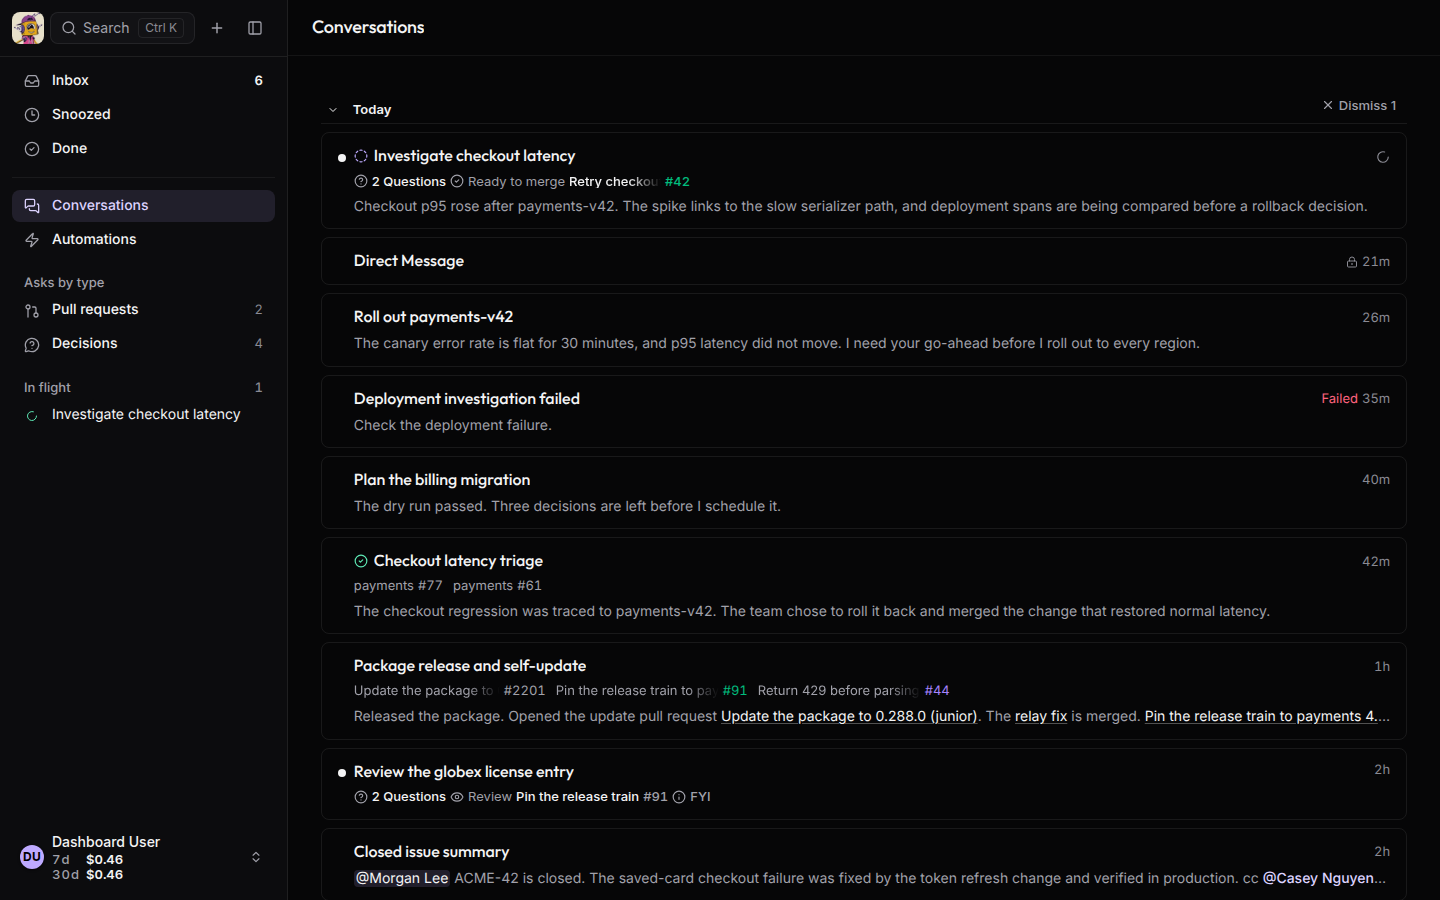 Search Ctrl K
Conversations
Inbox 6
Snoozed
Done
Conversations
Automations
Asks by type
Pull requests 2
Decisions 4
In flight 1
Investigate checkout latency
Dashboard User
DU
7d $0.46
30d $0.46
Today Dismiss 1
Investigate checkout latency
2 Questions Ready to merge Retry checkou #42
Checkout p95 rose after payments-v42. The spike links to the slow serializer path, and deployment spans are being compared before a rollback decision.
Direct Message 21m
Roll out payments-v42 26m
The canary error rate is flat for 30 minutes, and p95 latency did not move. I need your go-ahead before I roll out to every region.
Deployment investigation failed Failed 35m
Check the deployment failure.
Plan the billing migration 40m
The dry run passed. Three decisions are left before I schedule it.
Checkout latency triage 42m
payments #77 payments #61
The checkout regression was traced to payments-v42. The team chose to roll it back and merged the change that restored normal latency.
Package release and self-update 1h
Update the package to #2201 Pin the release train to pay #91 Return 429 before parsing #44
Released the package. Opened the update pull request Update the package to 0.288.0 (junior). The relay fix is merged. Pin the release train to payments 4....
Review the globex license entry 2h
2 Questions Review Pin the release train #91 FYI
Closed issue summary 2h
@Morgan Lee ACME-42 is closed. The saved-card checkout failure was fixed by the token refresh change and verified in production. cc @Casey Nguyen...